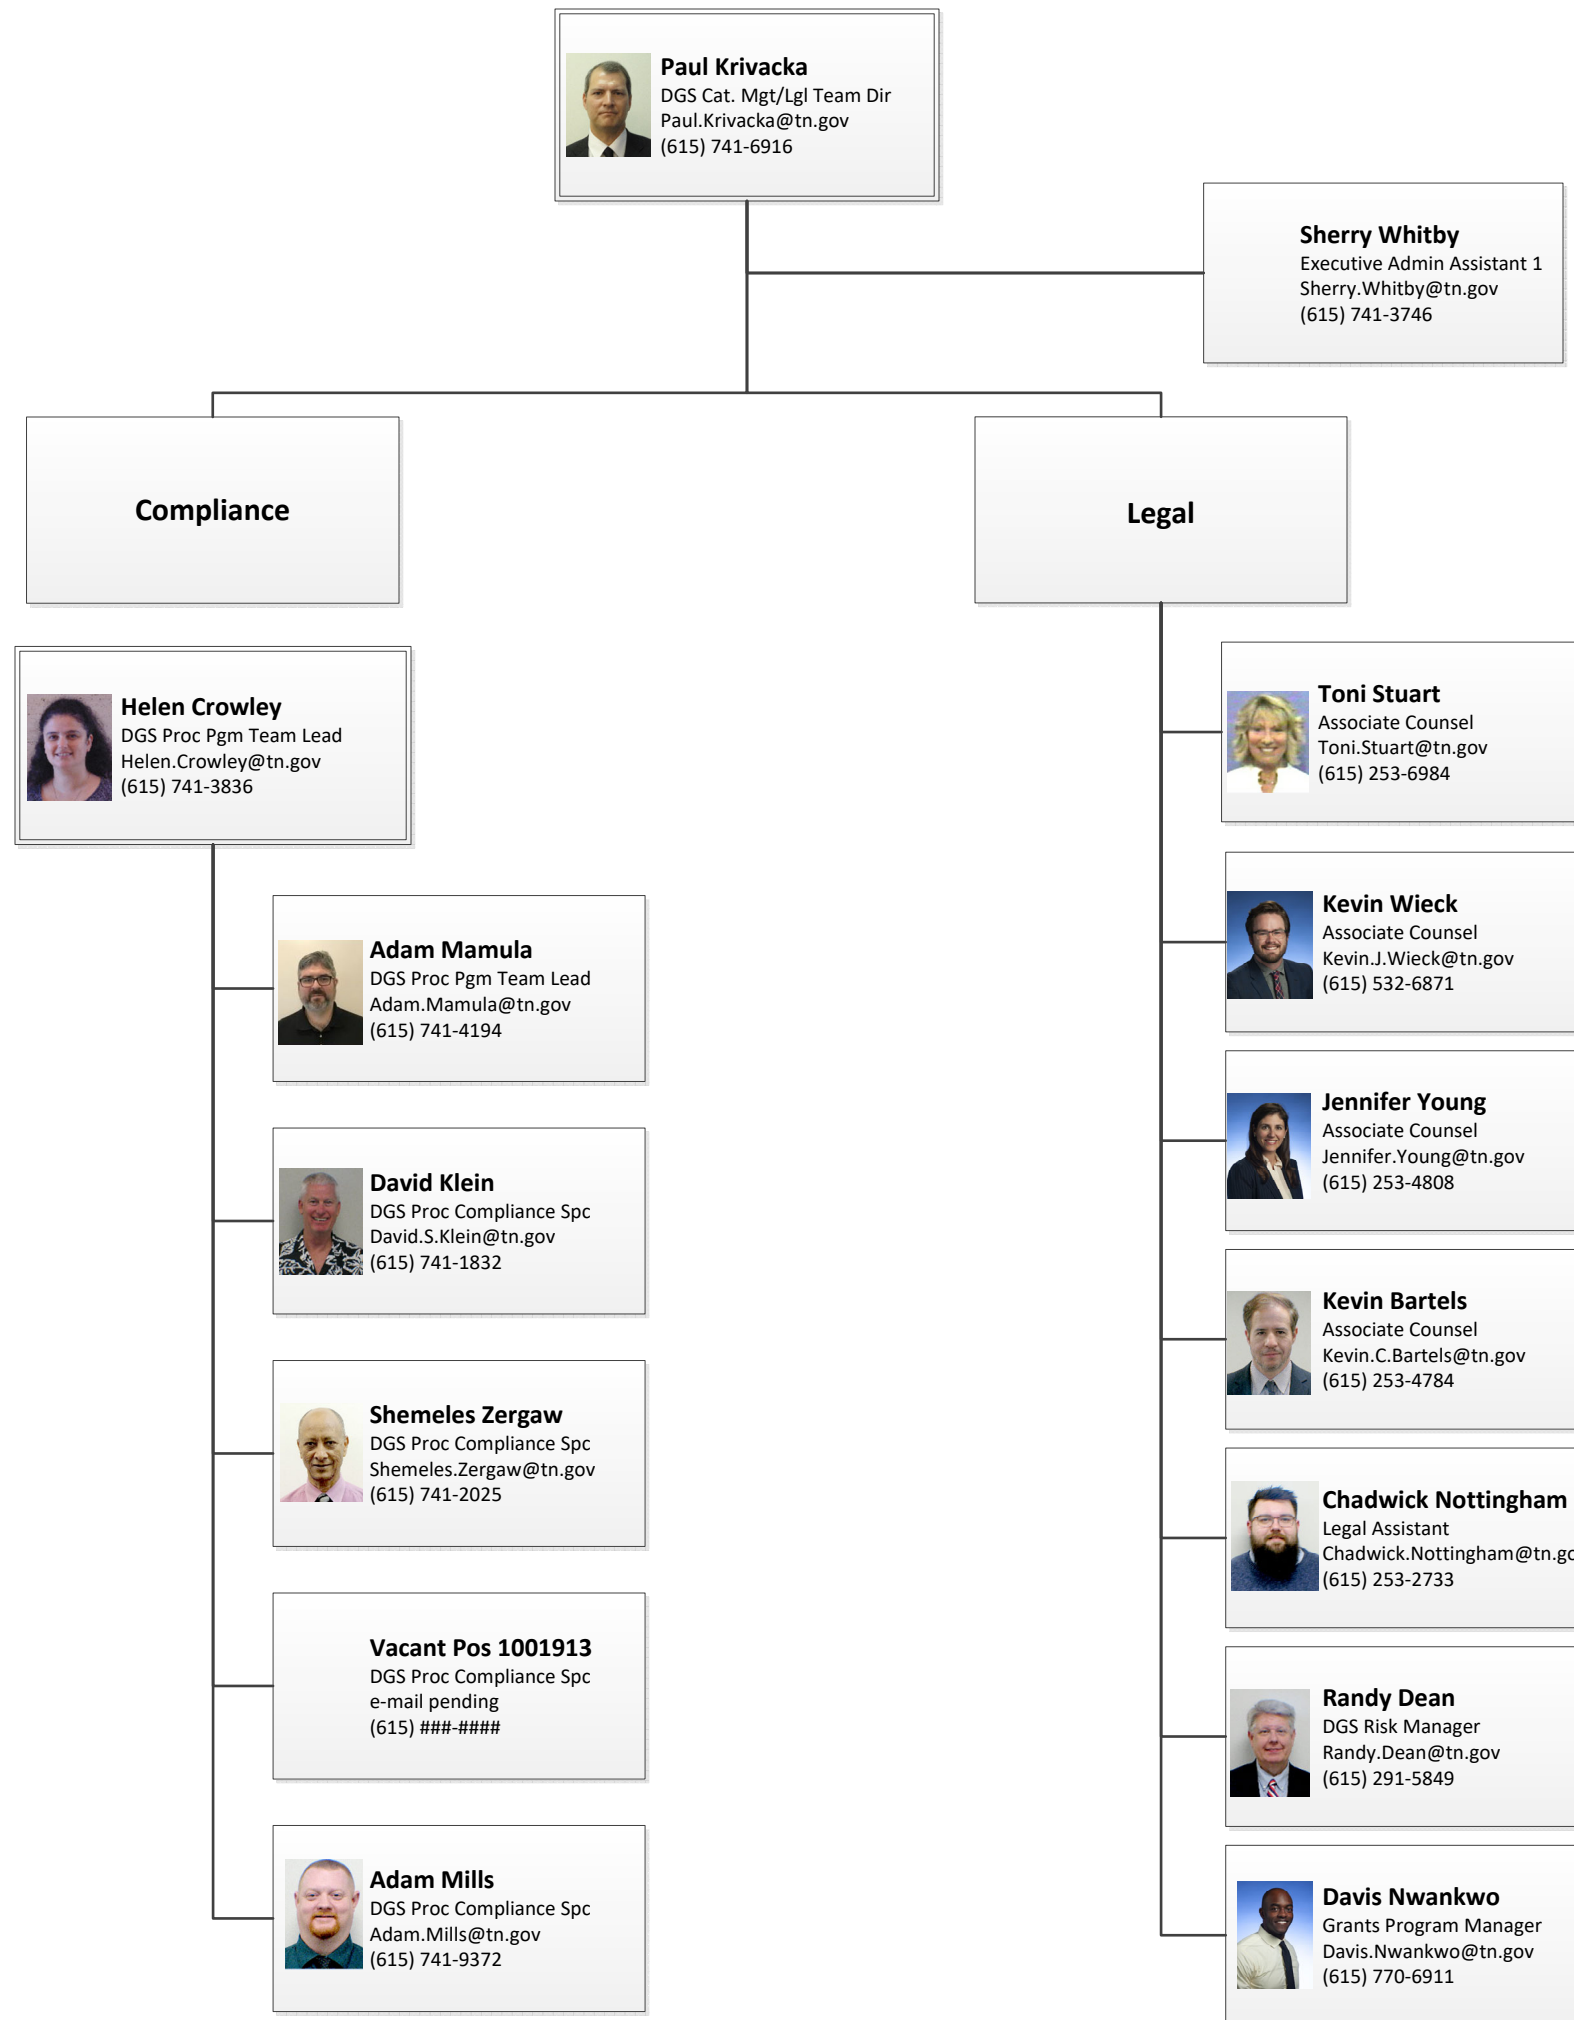 Paul Krivacka
DGS Cat. Mgt/Lgl Team Dir
Paul.Krivacka@tn.gov
(615) 741-6916
Sherry Whitby
Executive Admin Assistant 1
Sherry.Whitby@tn.gov
(615) 741-3746
Compliance
Legal
Helen Crowley
DGS Proc Pgm Team Lead
Helen.Crowley@tn.gov
(615) 741-3836
Adam Mamula
DGS Proc Pgm Team Lead
Adam.Mamula@tn.gov
(615) 741-4194
David Klein
DGS Proc Compliance Spc
David.S.Klein@tn.gov
(615) 741-1832
Shemeles Zergaw
DGS Proc Compliance Spc
Shemeles.Zergaw@tn.gov
(615) 741-2025
Vacant Pos 1001913
DGS Proc Compliance Spc
e-mail pending
(615) ###-####
Adam Mills
DGS Proc Compliance Spc
Adam.Mills@tn.gov
(615) 741-9372
Toni Stuart
Associate Counsel
Toni.Stuart@tn.gov
(615) 253-6984
Kevin Wieck
Associate Counsel
Kevin.J.Wieck@tn.gov
(615) 532-6871
Jennifer Young
Associate Counsel
Jennifer.Young@tn.gov
(615) 253-4808
Kevin Bartels
Associate Counsel
Kevin.C.Bartels@tn.gov
(615) 253-4784
Chadwick Nottingham
Legal Assistant
Chadwick.Nottingham@tn.go
(615) 253-2733
Randy Dean
DGS Risk Manager
Randy.Dean@tn.gov
(615) 291-5849
Davis Nwankwo
Grants Program Manager
Davis.Nwankwo@tn.gov
(615) 770-6911